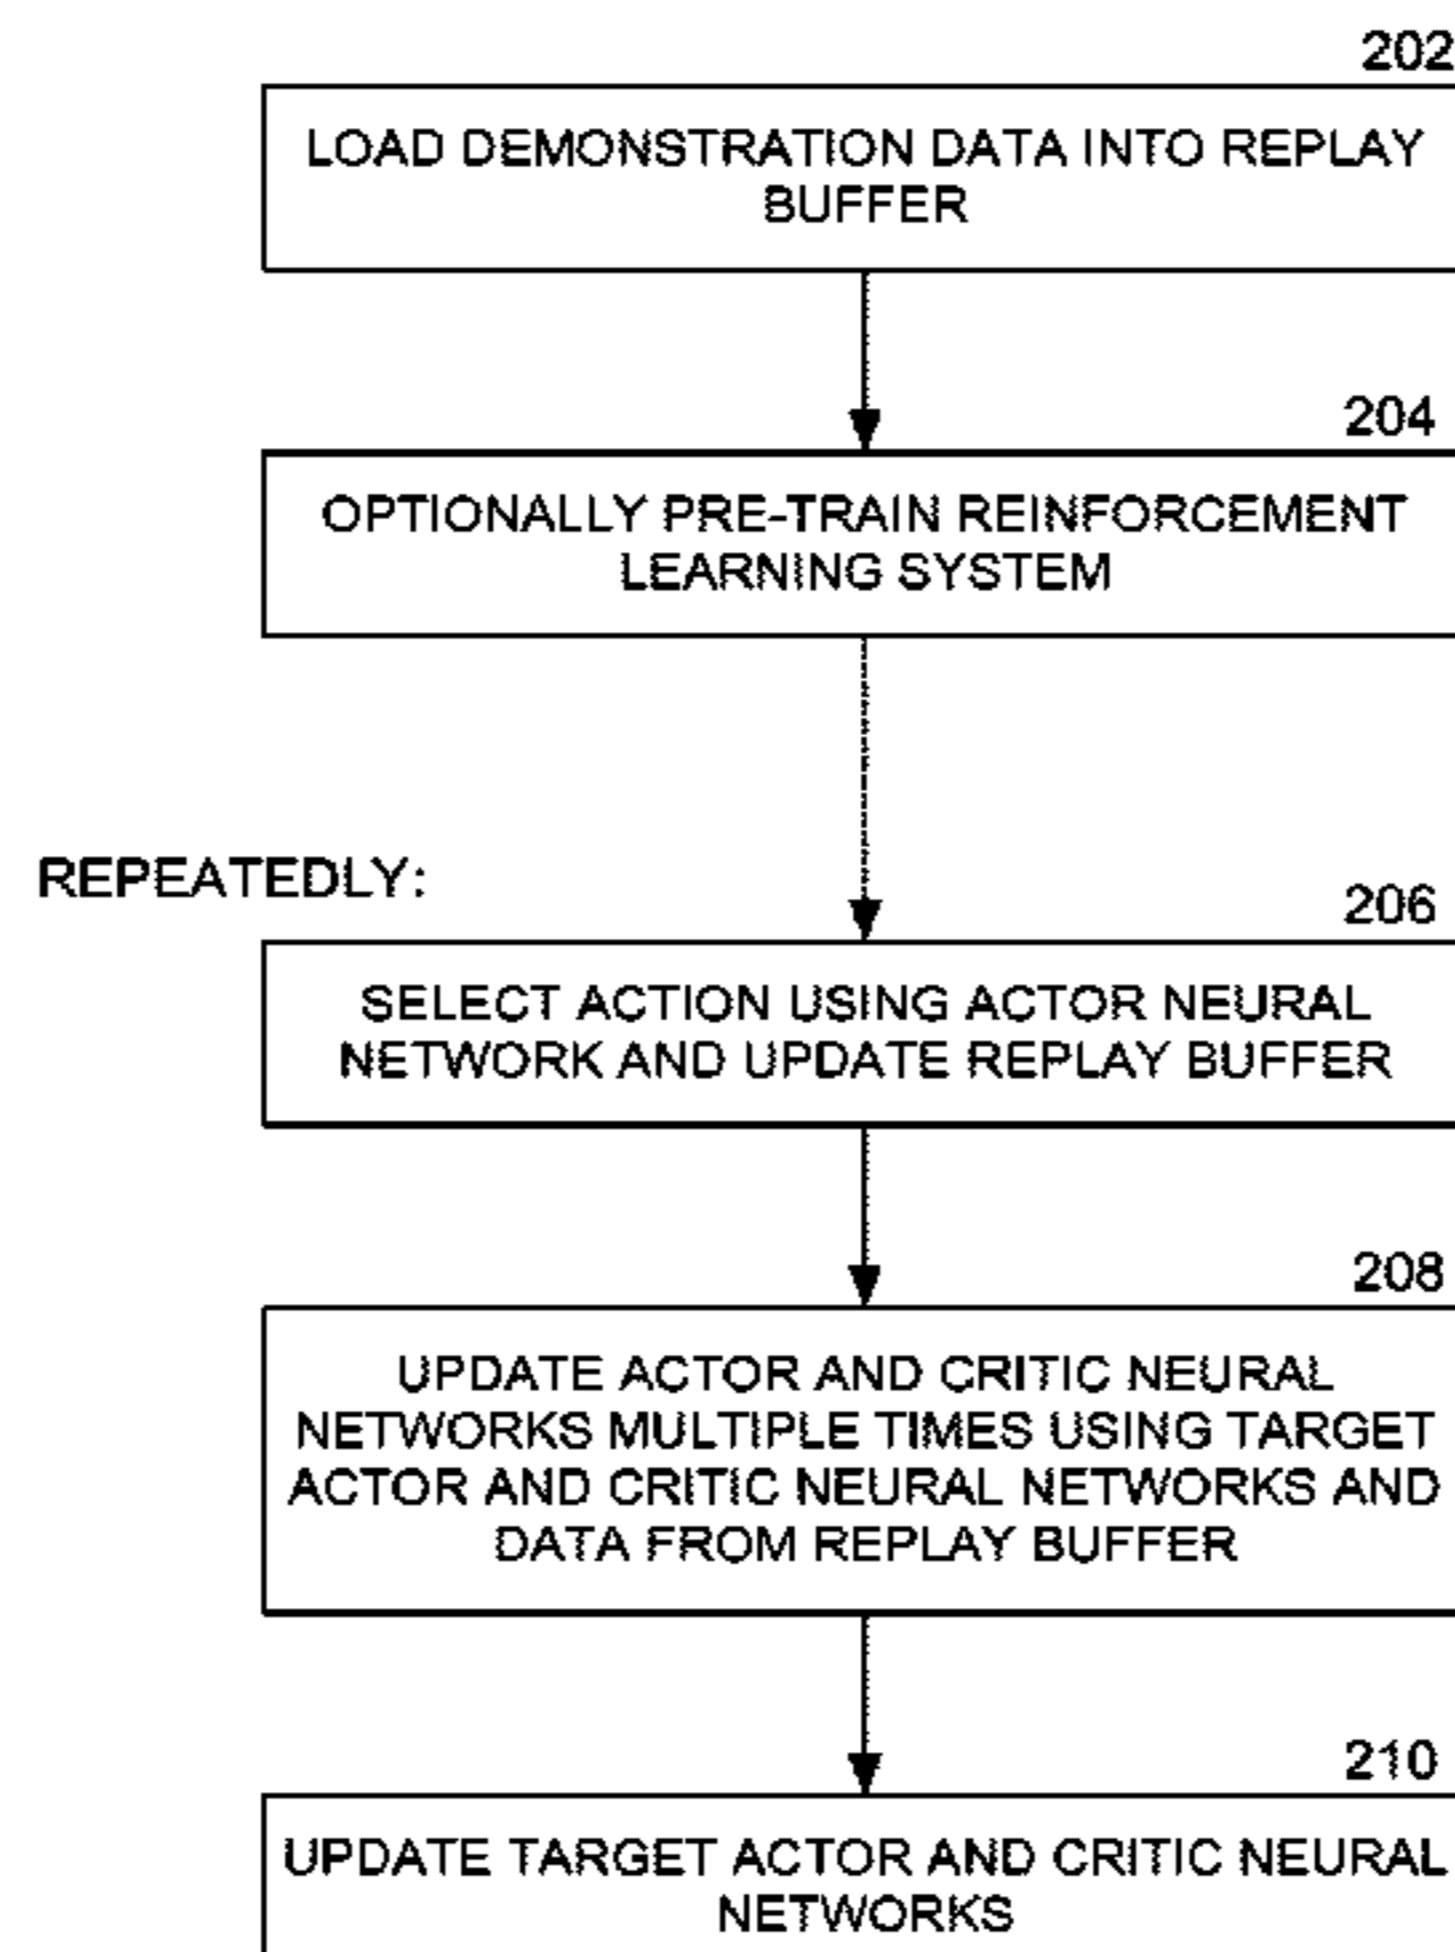 202
LOAD DEMONSTRATION DATA INTO REPLAY
BUFFER
204
OPTIONALLY PRE-TRAIN REINFORCEMENT
LEARNING SYSTEM
REPEATEDLY:
206
SELECT ACTION USING ACTOR NEURAL
NETWORK AND UPDATE REPLAY BUFFER
208
UPDATE ACTOR AND CRITIC NEURAL
NETWORKS MULTIPLE TIMES USING TARGET
ACTOR AND CRITIC NEURAL NETWORKS AND
DATA FROM REPLAY BUFFER
210
UPDATE TARGET ACTOR AND CRITIC NEURAL
NETWORKS